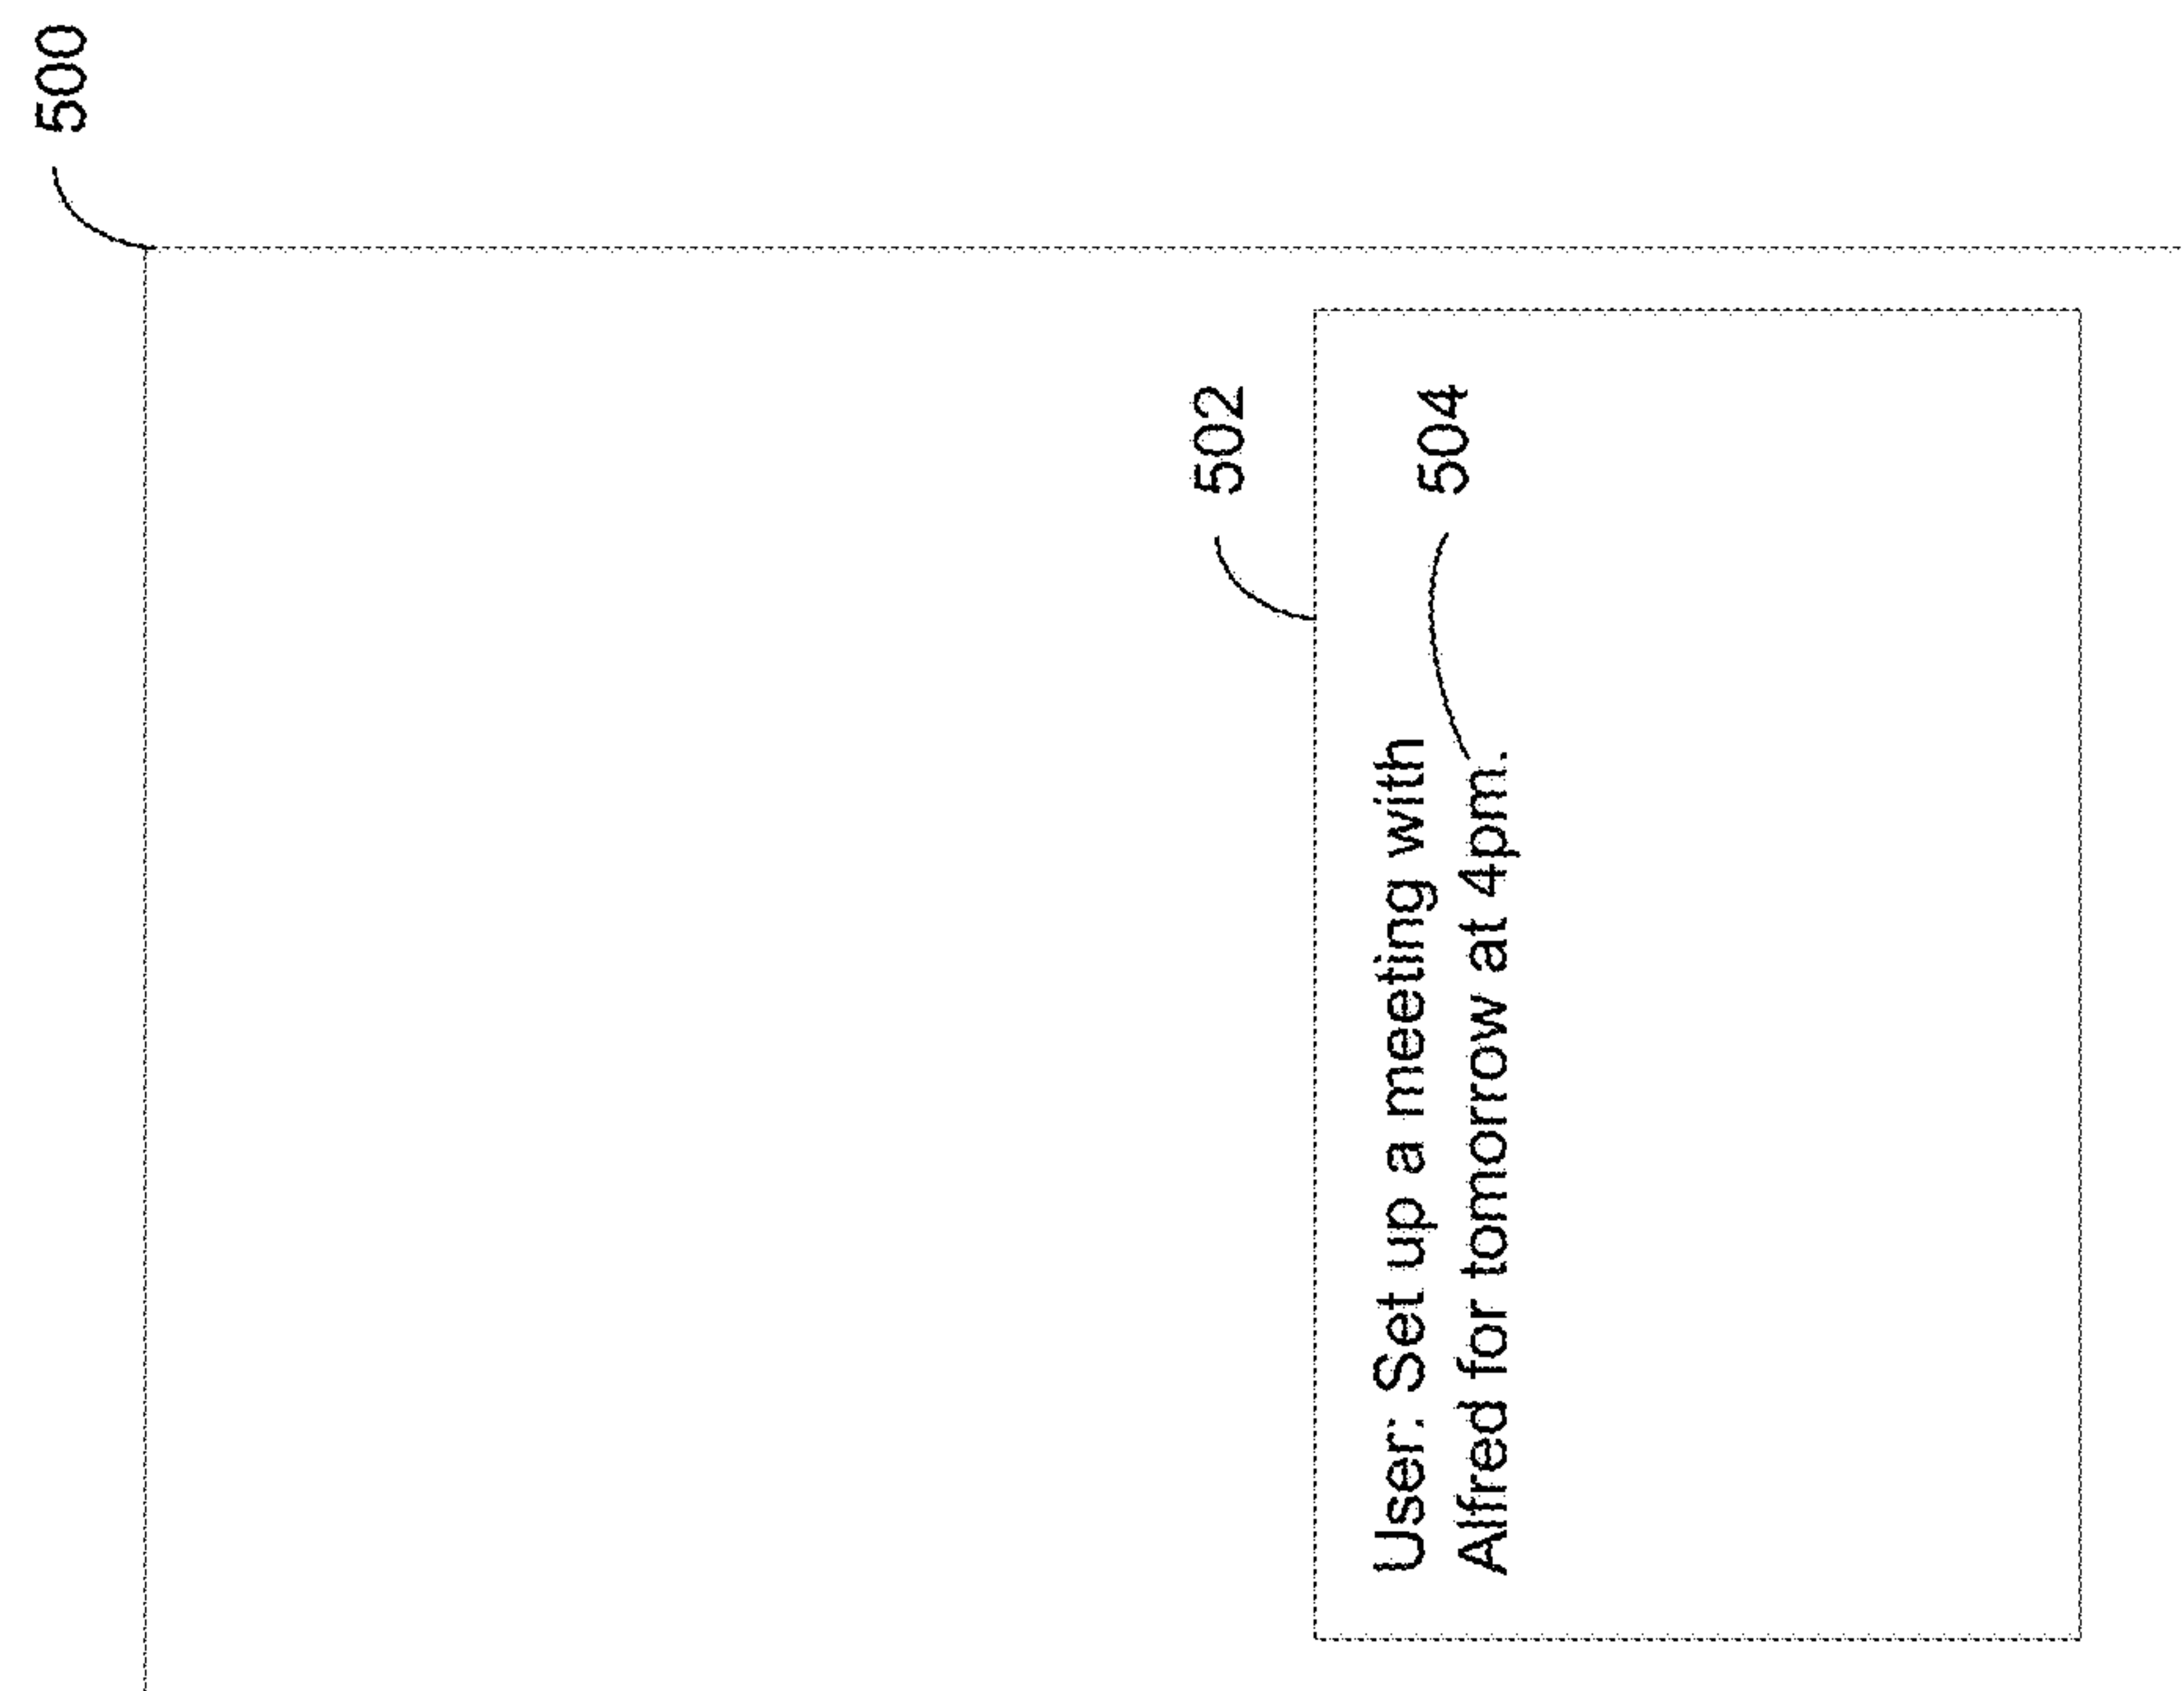 500
502
504
User: Set up a meeting with
Alfred for tomorrow at 4pm.